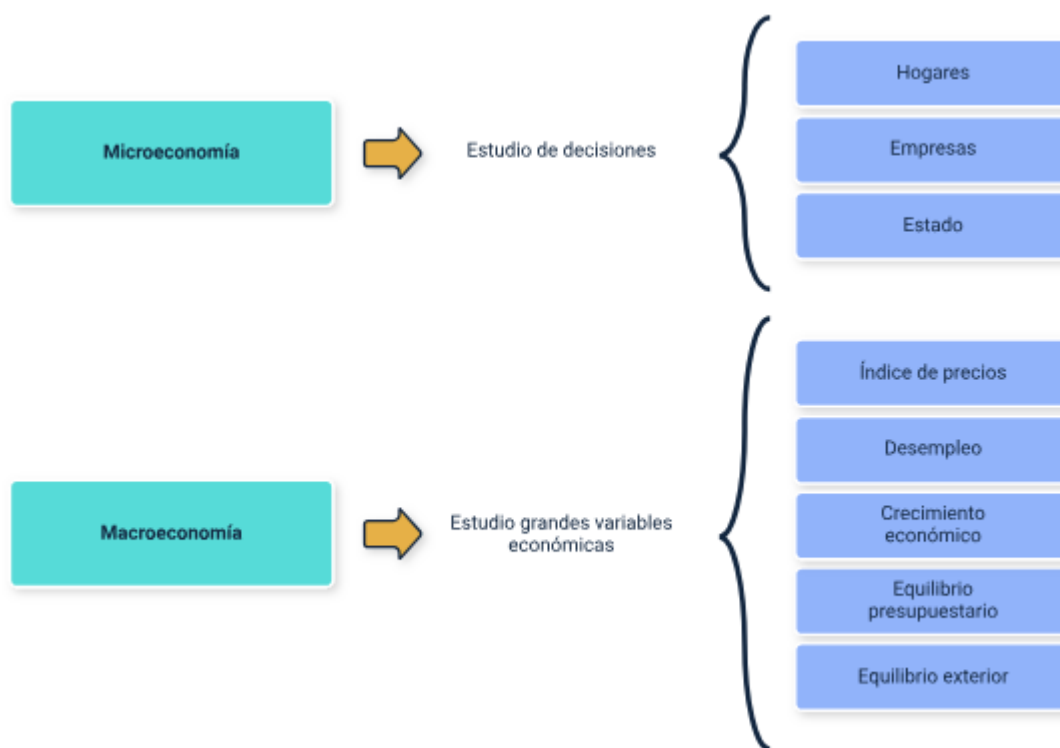 Microeconomía
Estudio de decisiones
Hogares
Empresas
Estado
Macroeconomía
Estudio grandes variables
económicas
Índice de precios
Desempleo
Crecimiento
económico
Equilibrio
presupuestario
Equilibrio exterior